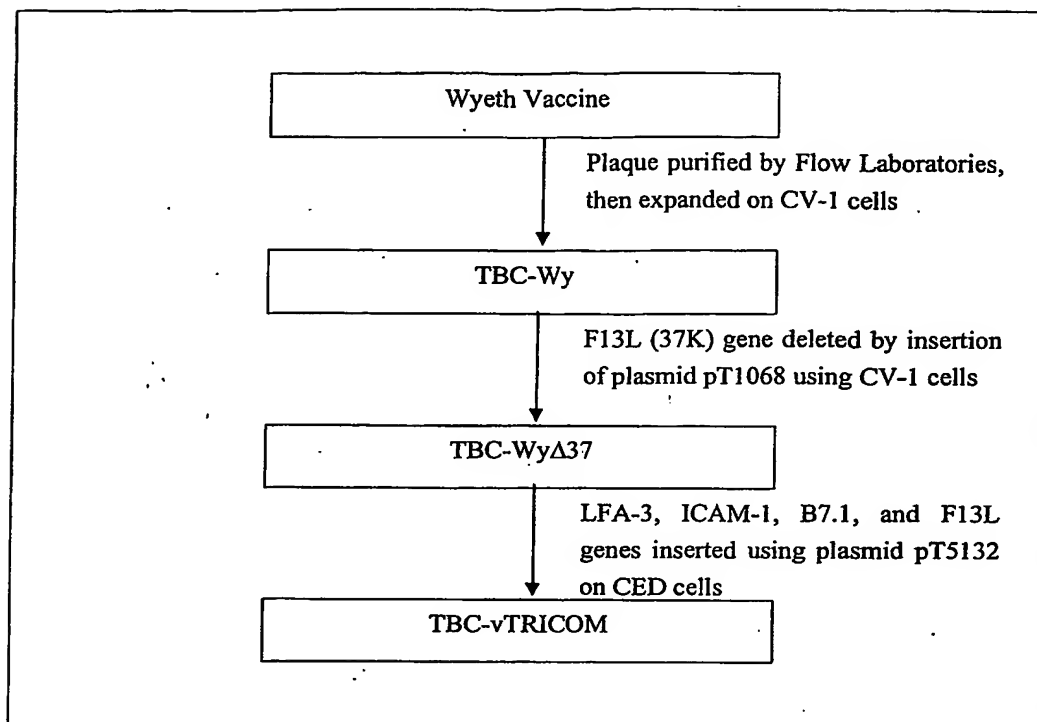 Wyeth Vaccine
Plaque purified by Flow Laboratories,
then expanded on CV-1 cells
TBC-Wy
F13L (37K) gene deleted by insertion
of plasmid pT1068 using CV-1 cells
TBC-WyΔ37
LFA-3, ICAM-1, B7.1, and F13L
genes inserted using plasmid pT5132
on CED cells
TBC-vTRICOM